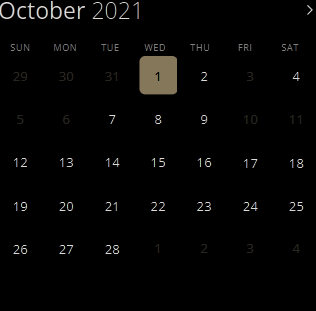 October 2021 >
SUN MON TUE WED THU FRI SAT
29 30 31 1 2 3 4
5 6 7 8 9 10 11
12 13 14 15 16 17 18
19 20 21 22 23 24 25
26 27 28 1 2 3 4